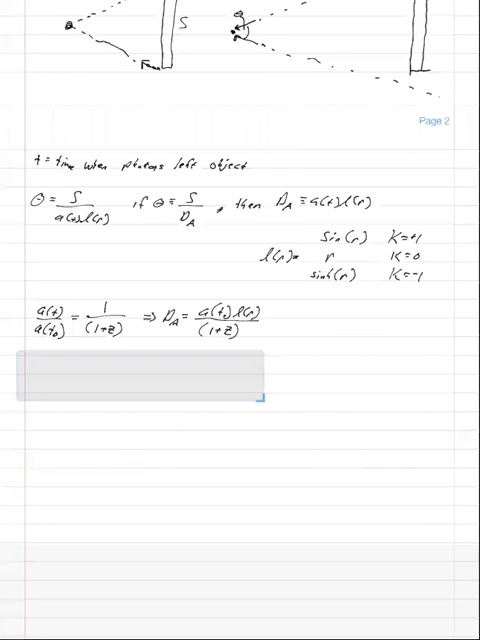 S
Page 2
t = time when photons left object
Θ = S / a(t)l(r) if Θ ≡ S / D_A, then D_A ≡ a(t)l(r)
sin(r) K=+1
l(r)= r K=0
sinh(r) K=-1
a(t) / a(t₀) = 1 / (1+z) ⇒ D_A = a(t₀)l(r) / (1+z)